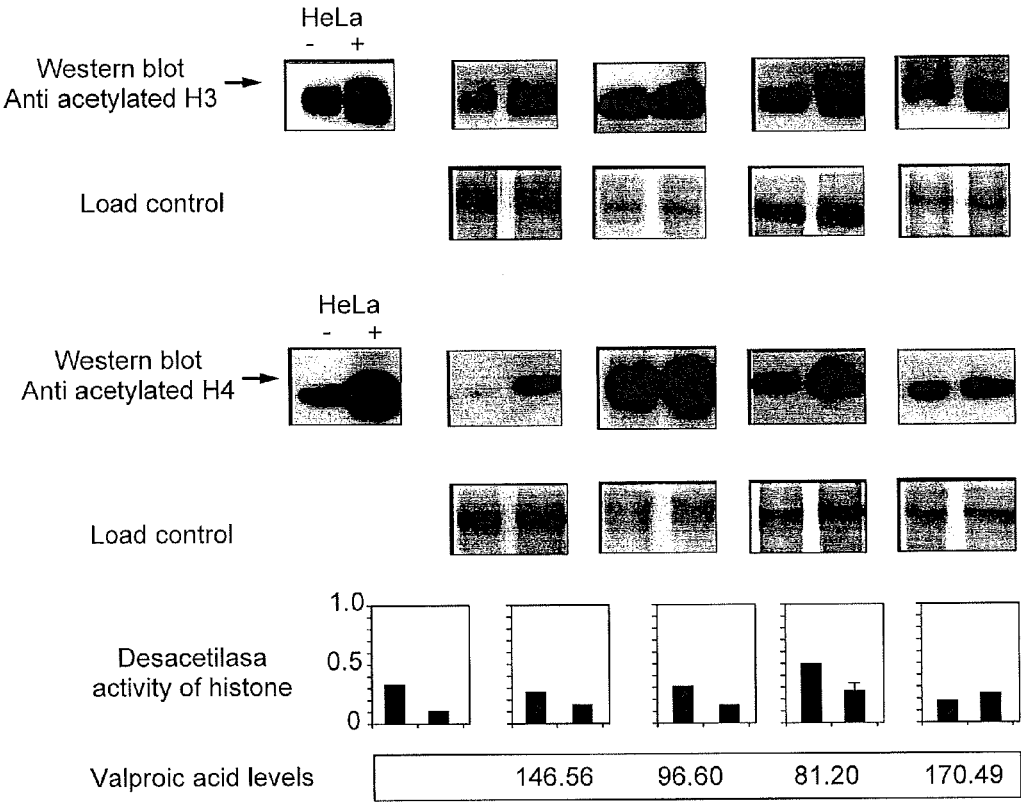 HeLa
- +
Western blot
Anti acetylated H3
Load control
HeLa
- +
Western blot
Anti acetylated H4
Load control
1.0
0.5
0
Desacetilasa
activity of histone
Valproic acid levels 146.56 96.60 81.20 170.49